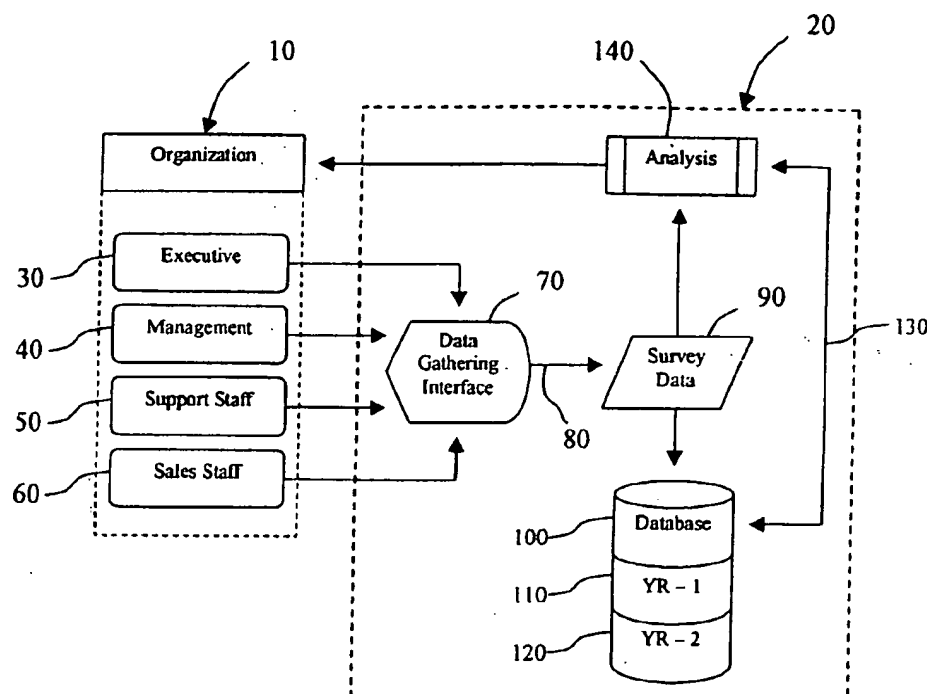 10
140
20
Organization
Analysis
Executive
30
70
90
Management
Data
Gathering
Interface
Survey
Data
130
40
Support Staff
50
80
Sales Staff
60
Database
100
YR – 1
110
YR – 2
120